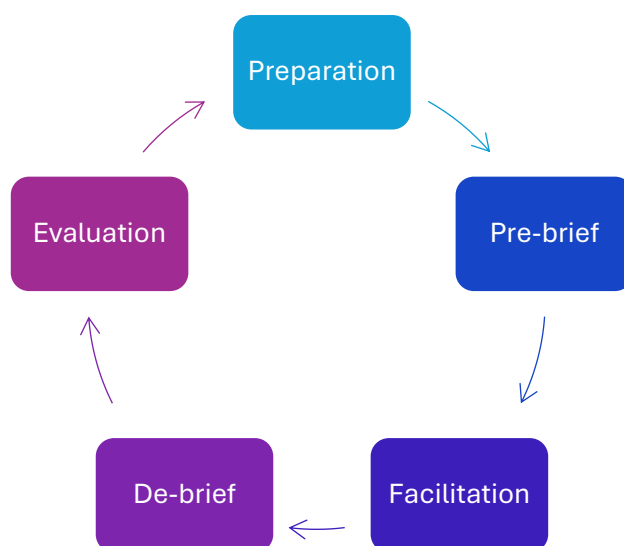 Preparation
Pre-brief
Facilitation
De-brief
Evaluation